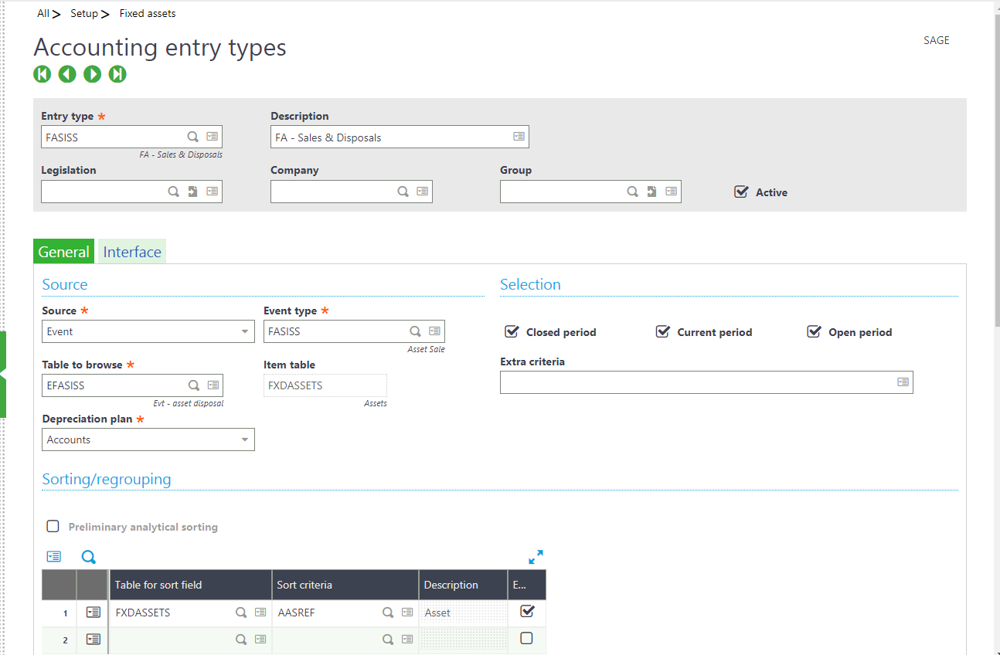 All > Setup > Fixed assets
Accounting entry types
SAGE
Entry type * Description
FASISS FA - Sales & Disposals
FA - Sales & Disposals
Legislation Company Group
Active
General Interface
Source Selection
Source * Event type *
Event FASISS Closed period Current period Open period
Asset Sale
Table to browse * Item table Extra criteria
EFASISS FXDASSETS
Evt - asset disposal Assets
Depreciation plan *
Accounts
Sorting/regrouping
Preliminary analytical sorting
Table for sort field Sort criteria Description E...
1 FXDASSETS AASREF Asset
2